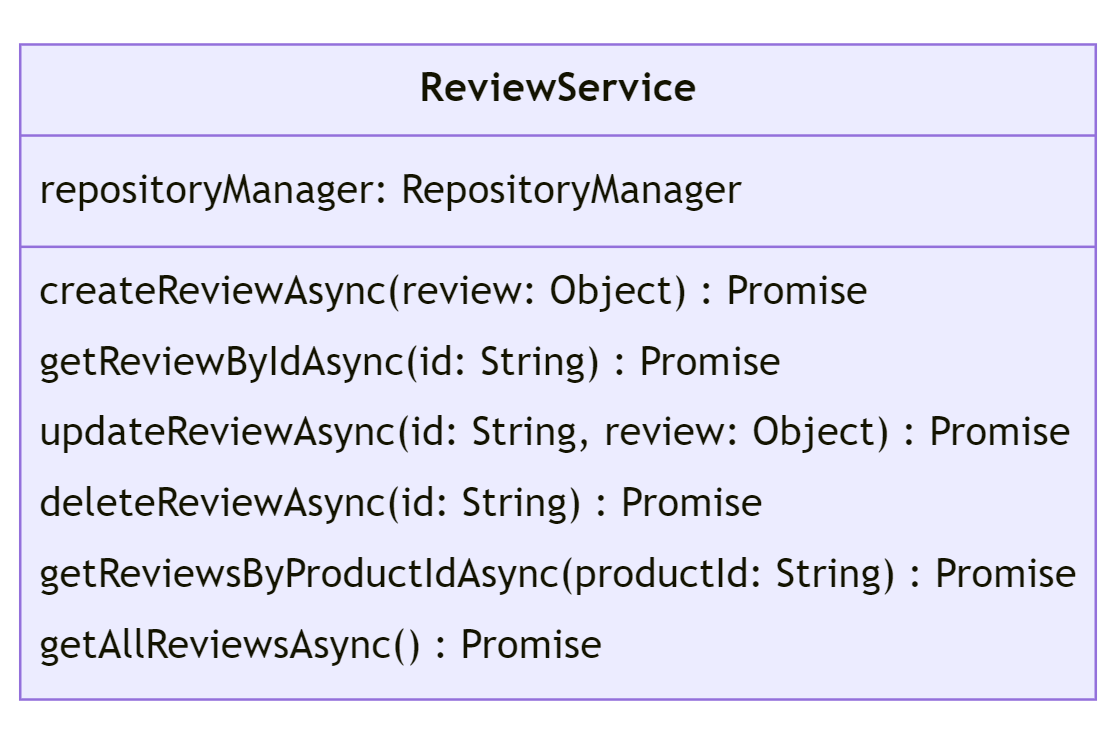 ReviewService
repositoryManager: RepositoryManager
createReviewAsync(review: Object) : Promise
getReviewByIdAsync(id: String) : Promise
updateReviewAsync(id: String, review: Object) : Promise
deleteReviewAsync(id: String) : Promise
getReviewsByProductIdAsync(productId: String) : Promise
getAllReviewsAsync() : Promise